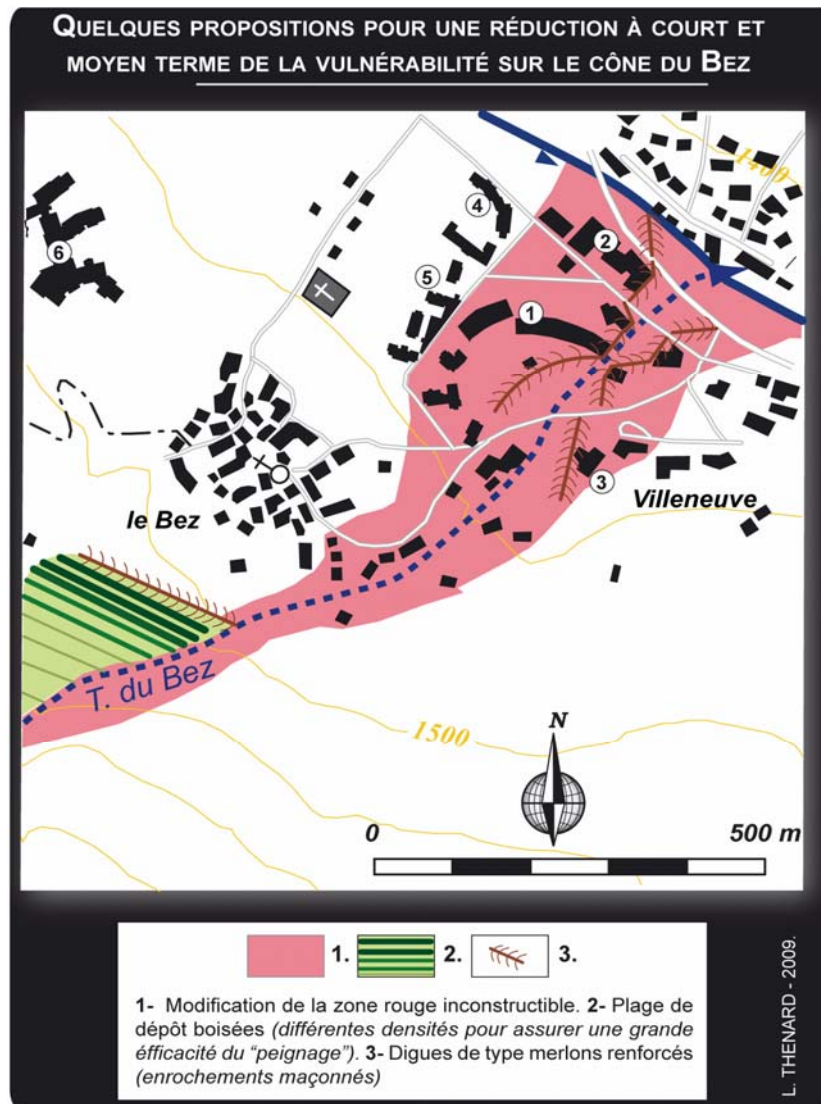 QUELQUES PROPOSITIONS POUR UNE RÉDUCTION À COURT ET
MOYEN TERME DE LA VULNÉRABILITÉ SUR LE CÔNE DU BEZ
1400
4
6
2
5
1
3
Villeneuve
le Bez
T. du Bez
1500
N
0
500 m
1.
2.
3.
1- Modification de la zone rouge inconstructible. 2- Plage de
dépôt boisées (différentes densités pour assurer une grande
éfficacité du "peignage"). 3- Digues de type merlons renforcés
(enrochements maçonnés)
L. THENARD - 2009.